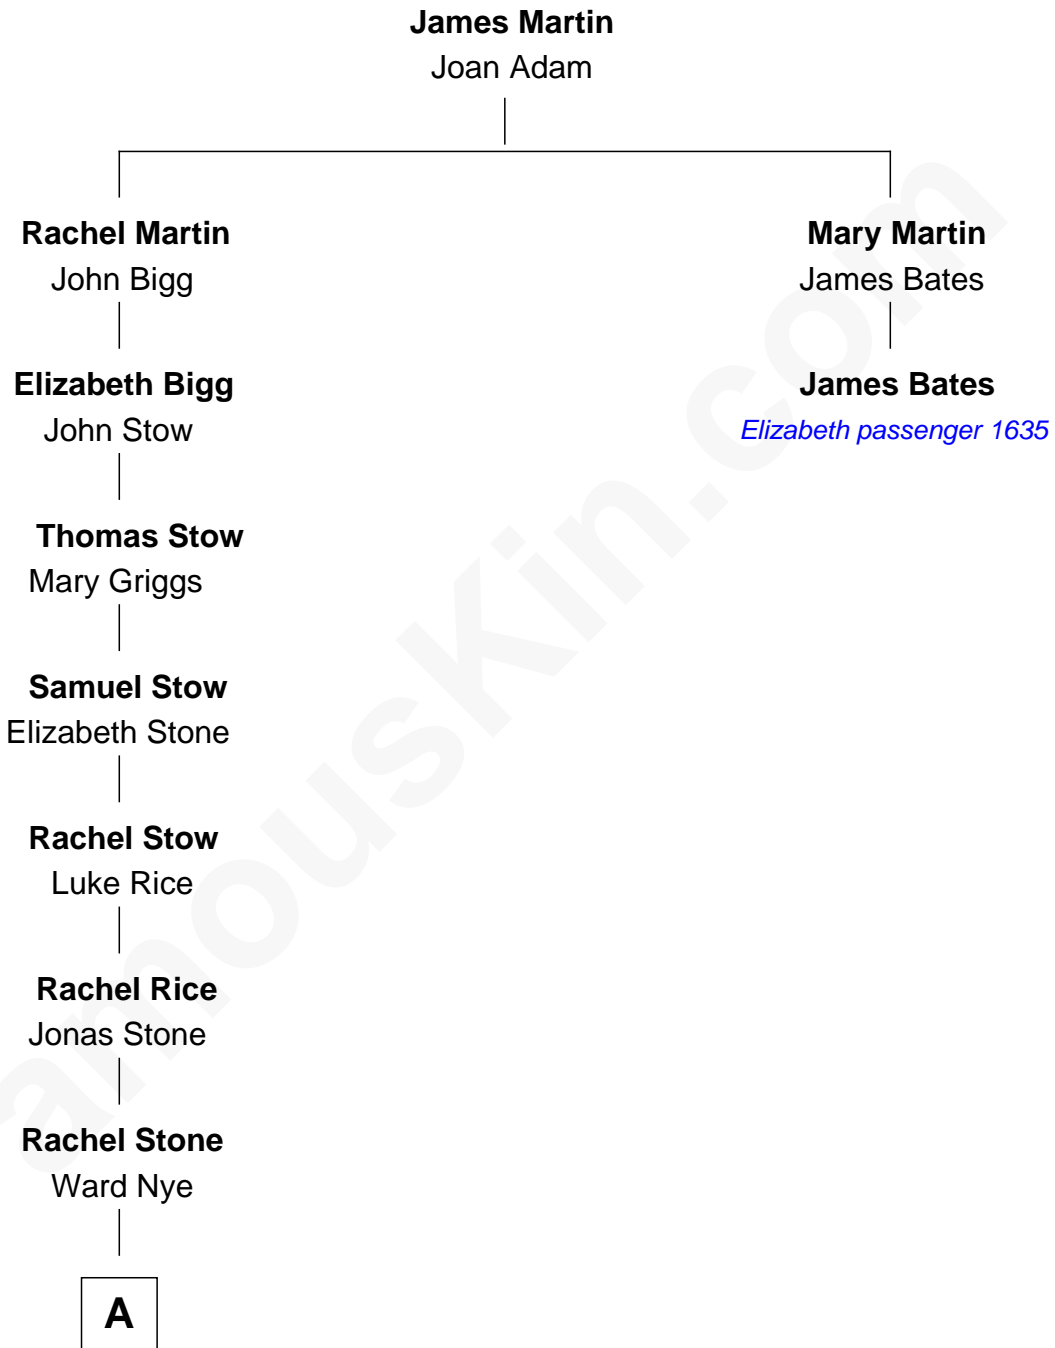 James Martin
Joan Adam
Rachel Martin
John Bigg
Mary Martin
James Bates
Elizabeth Bigg
John Stow
James Bates
Elizabeth passenger 1635
Thomas Stow
Mary Griggs
Samuel Stow
Elizabeth Stone
Rachel Stow
Luke Rice
Rachel Rice
Jonas Stone
Rachel Stone
Ward Nye
A
amouskin.com